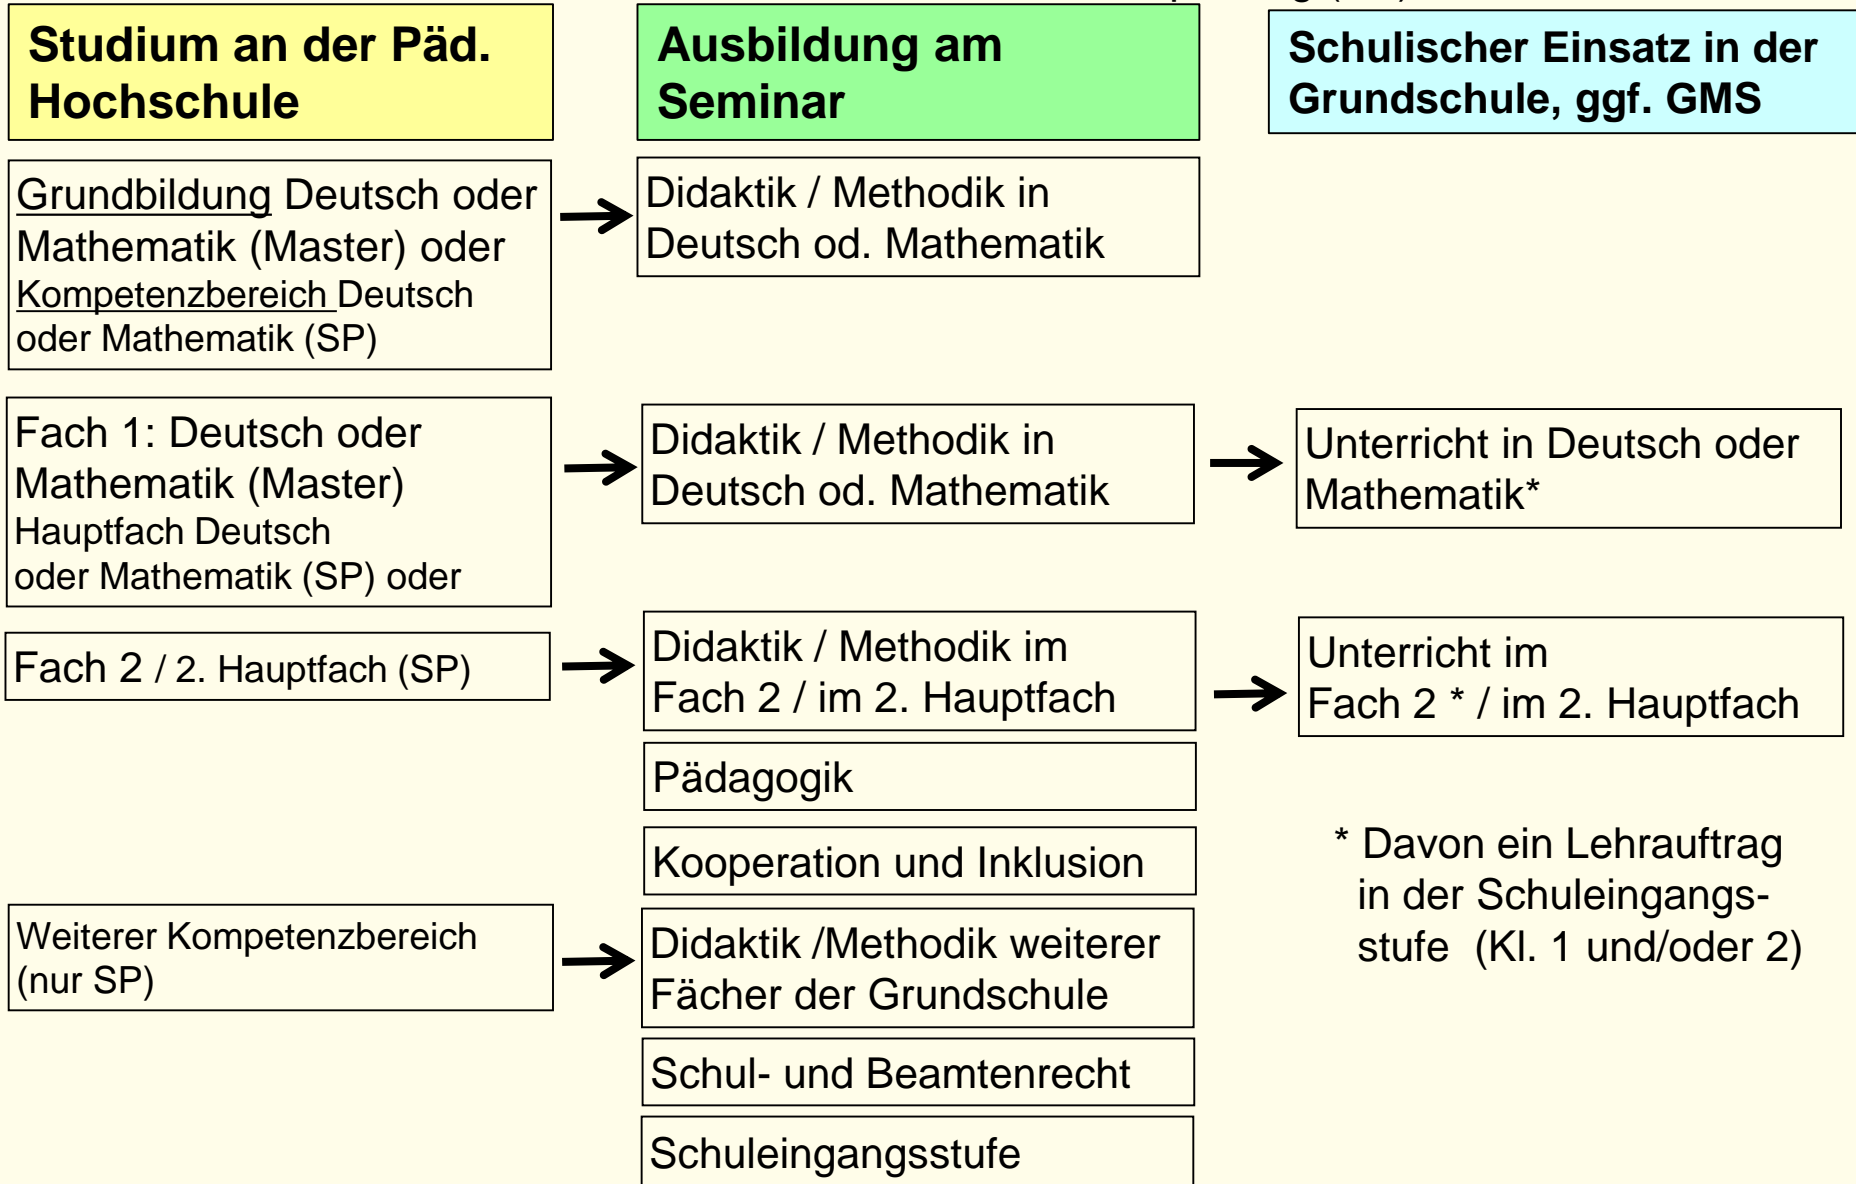 Studium an der Päd.
Hochschule
Ausbildung am
Seminar
Schulischer Einsatz in der
Grundschule, ggf. GMS
Grundbildung Deutsch oder
Mathematik (Master) oder
Kompetenzbereich Deutsch
oder Mathematik (SP)
Didaktik / Methodik in
Deutsch od. Mathematik
Fach 1: Deutsch oder
Mathematik (Master)
Hauptfach Deutsch
oder Mathematik (SP) oder
Didaktik / Methodik in
Deutsch od. Mathematik
Unterricht in Deutsch oder
Mathematik*
Fach 2 / 2. Hauptfach (SP)
Didaktik / Methodik im
Fach 2 / im 2. Hauptfach
Unterricht im
Fach 2 * / im 2. Hauptfach
Pädagogik
Kooperation und Inklusion
* Davon ein Lehrauftrag
in der Schuleingangs-
stufe (Kl. 1 und/oder 2)
Weiterer Kompetenzbereich
(nur SP)
Didaktik /Methodik weiterer
Fächer der Grundschule
Schul- und Beamtenrecht
Schuleingangsstufe